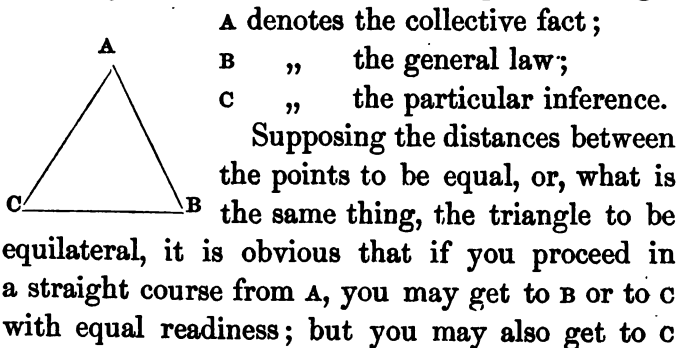 A denotes the collective fact;
A
B „ the general law;
C „ the particular inference.
Supposing the distances between
the points to be equal, or, what is
C B
the same thing, the triangle to be
equilateral, it is obvious that if you proceed in
a straight course from A, you may get to B or to C
with equal readiness; but you may also get to C